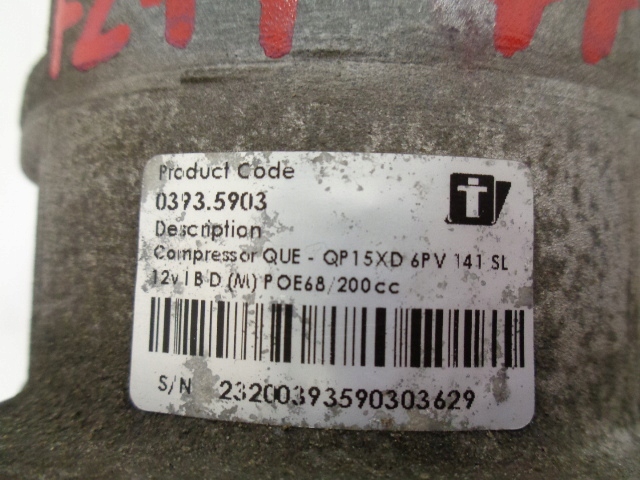 Product Code
0393.5903
Description
Compressor QUE - QP15XD 6PV 141 SL
12v I B D (M) POE68/200cc
S/N 23200393590303629